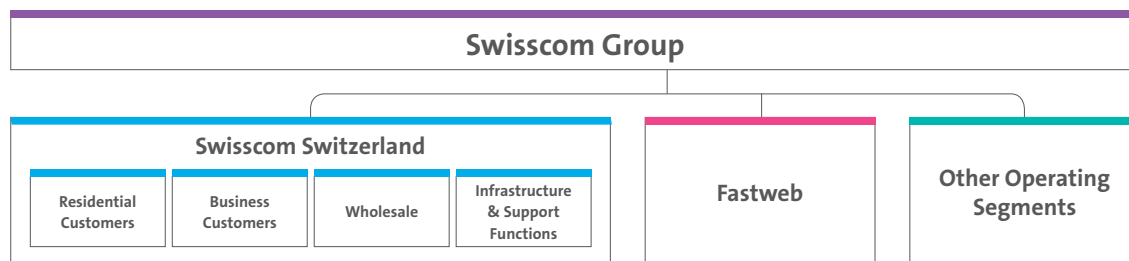 Swisscom Group
Swisscom Switzerland
Residential
Customers
Business
Customers
Wholesale
Infrastructure
& Support
Functions
Fastweb
Other Operating
Segments